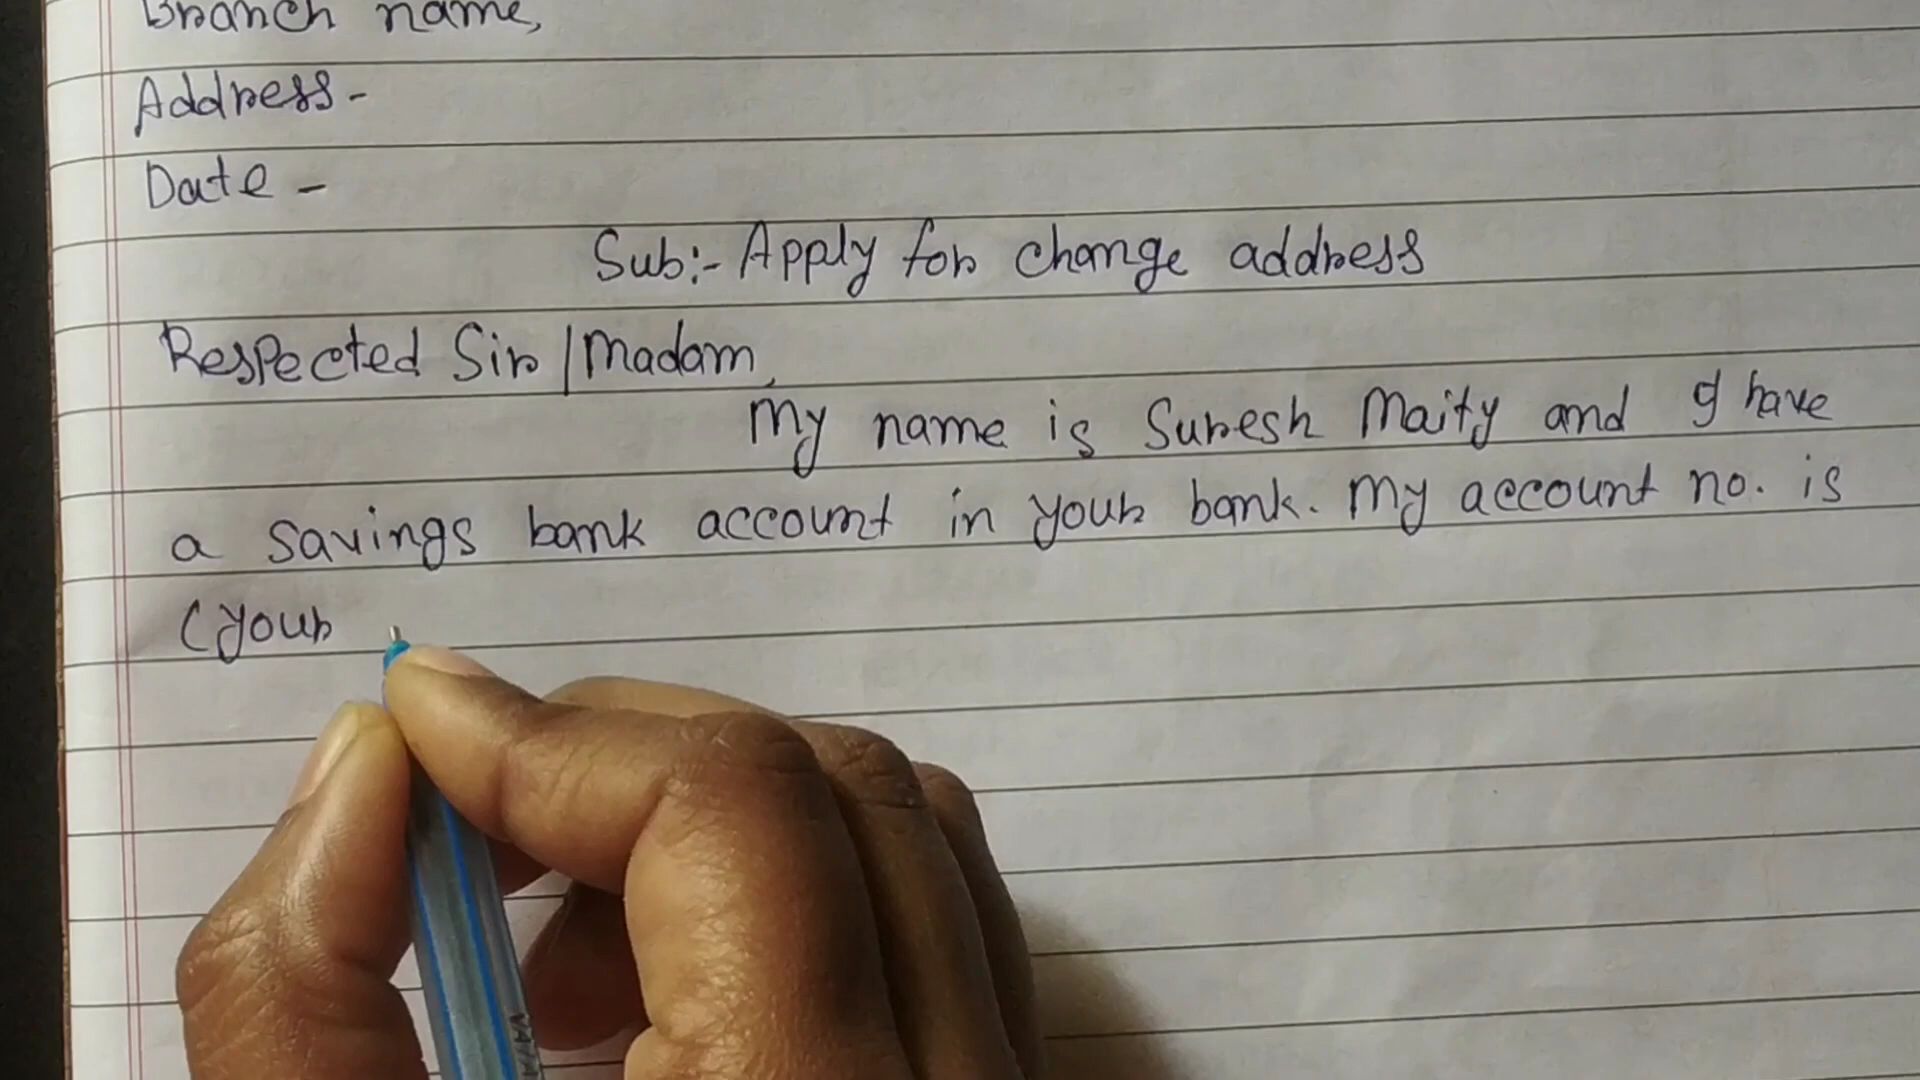 Branch name,
Address -
Date -
Sub:- Apply for change address
Respected Sir/Madam,
My name is Suresh Maity and I have
a savings bank account in your bank. My account no. is
(your